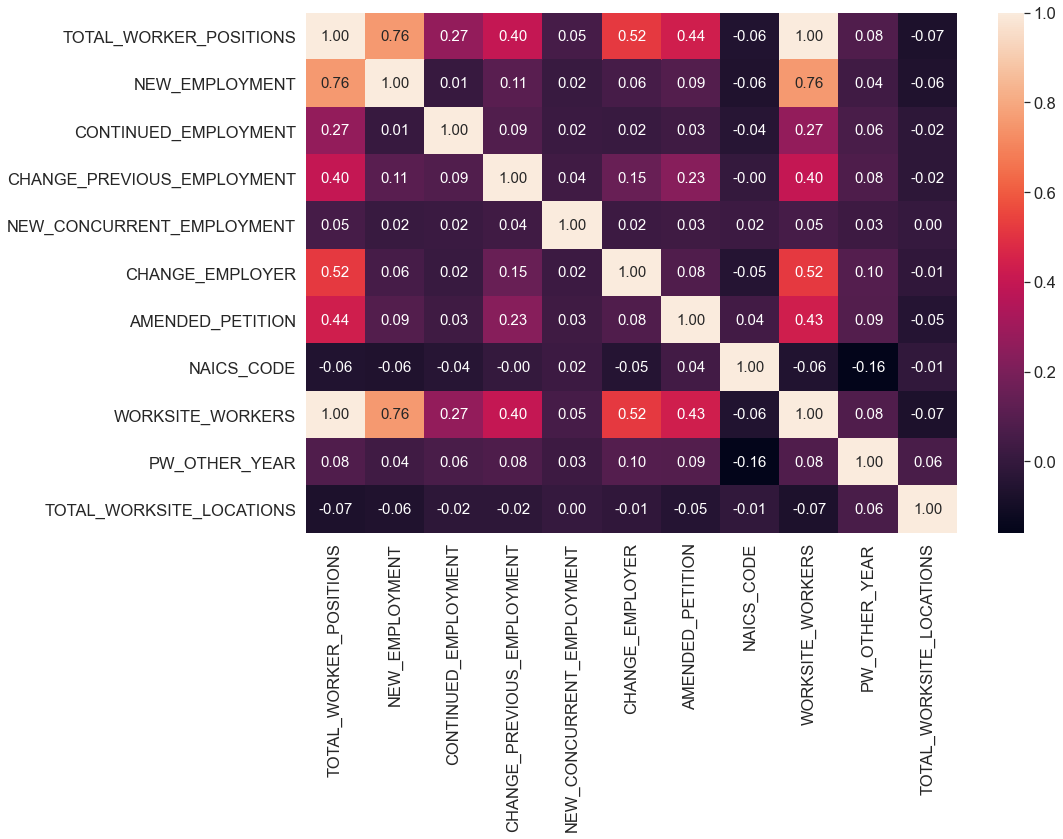 TOTAL_WORKER_POSITIONS 1.00 0.76 0.27 0.40 0.05 0.52 0.44 -0.06 1.00 0.08 -0.07
NEW_EMPLOYMENT 0.76 1.00 0.01 0.11 0.02 0.06 0.09 -0.06 0.76 0.04 -0.06
CONTINUED_EMPLOYMENT 0.27 0.01 1.00 0.09 0.02 0.02 0.03 -0.04 0.27 0.06 -0.02
CHANGE_PREVIOUS_EMPLOYMENT 0.40 0.11 0.09 1.00 0.04 0.15 0.23 -0.00 0.40 0.08 -0.02
NEW_CONCURRENT_EMPLOYMENT 0.05 0.02 0.02 0.04 1.00 0.02 0.03 0.02 0.05 0.03 0.00
CHANGE_EMPLOYER 0.52 0.06 0.02 0.15 0.02 1.00 0.08 -0.05 0.52 0.10 -0.01
AMENDED_PETITION 0.44 0.09 0.03 0.23 0.03 0.08 1.00 0.04 0.43 0.09 -0.05
NAICS_CODE -0.06 -0.06 -0.04 -0.00 0.02 -0.05 0.04 1.00 -0.06 -0.16 -0.01
WORKSITE_WORKERS 1.00 0.76 0.27 0.40 0.05 0.52 0.43 -0.06 1.00 0.08 -0.07
PW_OTHER_YEAR 0.08 0.04 0.06 0.08 0.03 0.10 0.09 -0.16 0.08 1.00 0.06
TOTAL_WORKSITE_LOCATIONS -0.07 -0.06 -0.02 -0.02 0.00 -0.01 -0.05 -0.01 -0.07 0.06 1.00
TOTAL_WORKER_POSITIONS
NEW_EMPLOYMENT
CONTINUED_EMPLOYMENT
CHANGE_PREVIOUS_EMPLOYMENT
NEW_CONCURRENT_EMPLOYMENT
CHANGE_EMPLOYER
AMENDED_PETITION
NAICS_CODE
WORKSITE_WORKERS
PW_OTHER_YEAR
TOTAL_WORKSITE_LOCATIONS
1.0
0.8
0.6
0.4
0.2
0.0